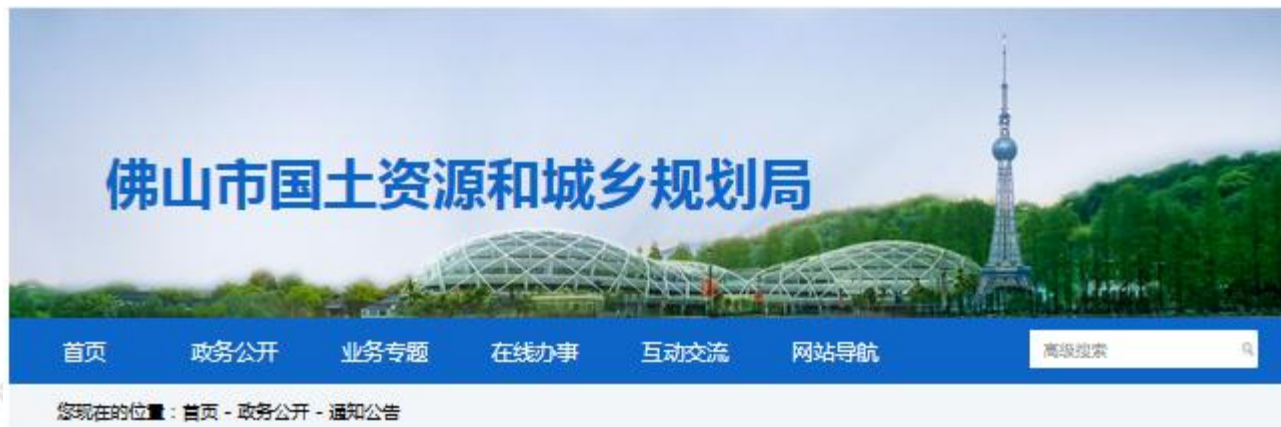 佛山市国土资源和城乡规划局
首页 政务公开 业务专题 在线办事 互动交流 网站导航 高级搜索
您现在的位置：首页 - 政务公开 - 通知公告